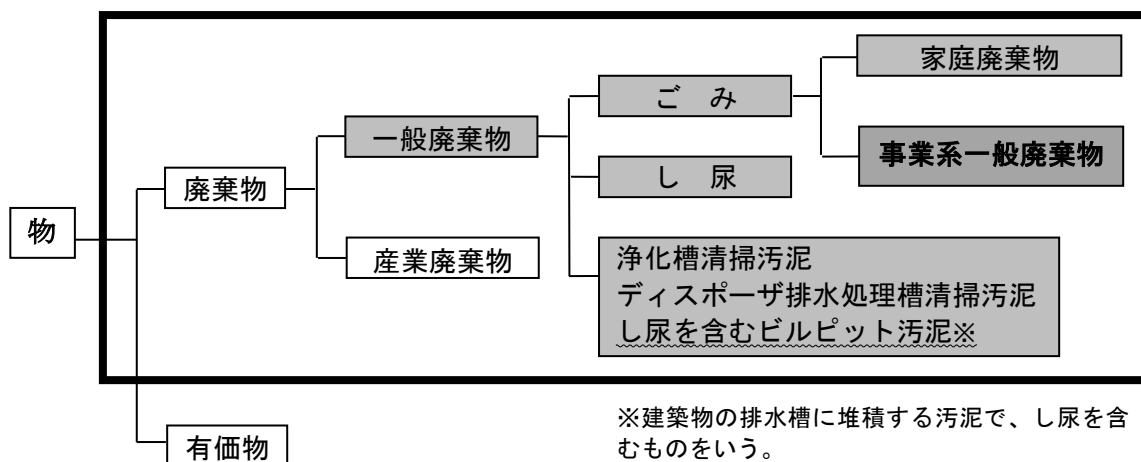 物
廃棄物
有価物
一般廃棄物
産業廃棄物
ご み
し 尿
浄化槽清掃汚泥
ディスポーザ排水処理槽清掃汚泥
し尿を含むビルピット汚泥※
家庭廃棄物
事業系一般廃棄物
※建築物の排水槽に堆積する汚泥で、し尿を含
むものをいう。